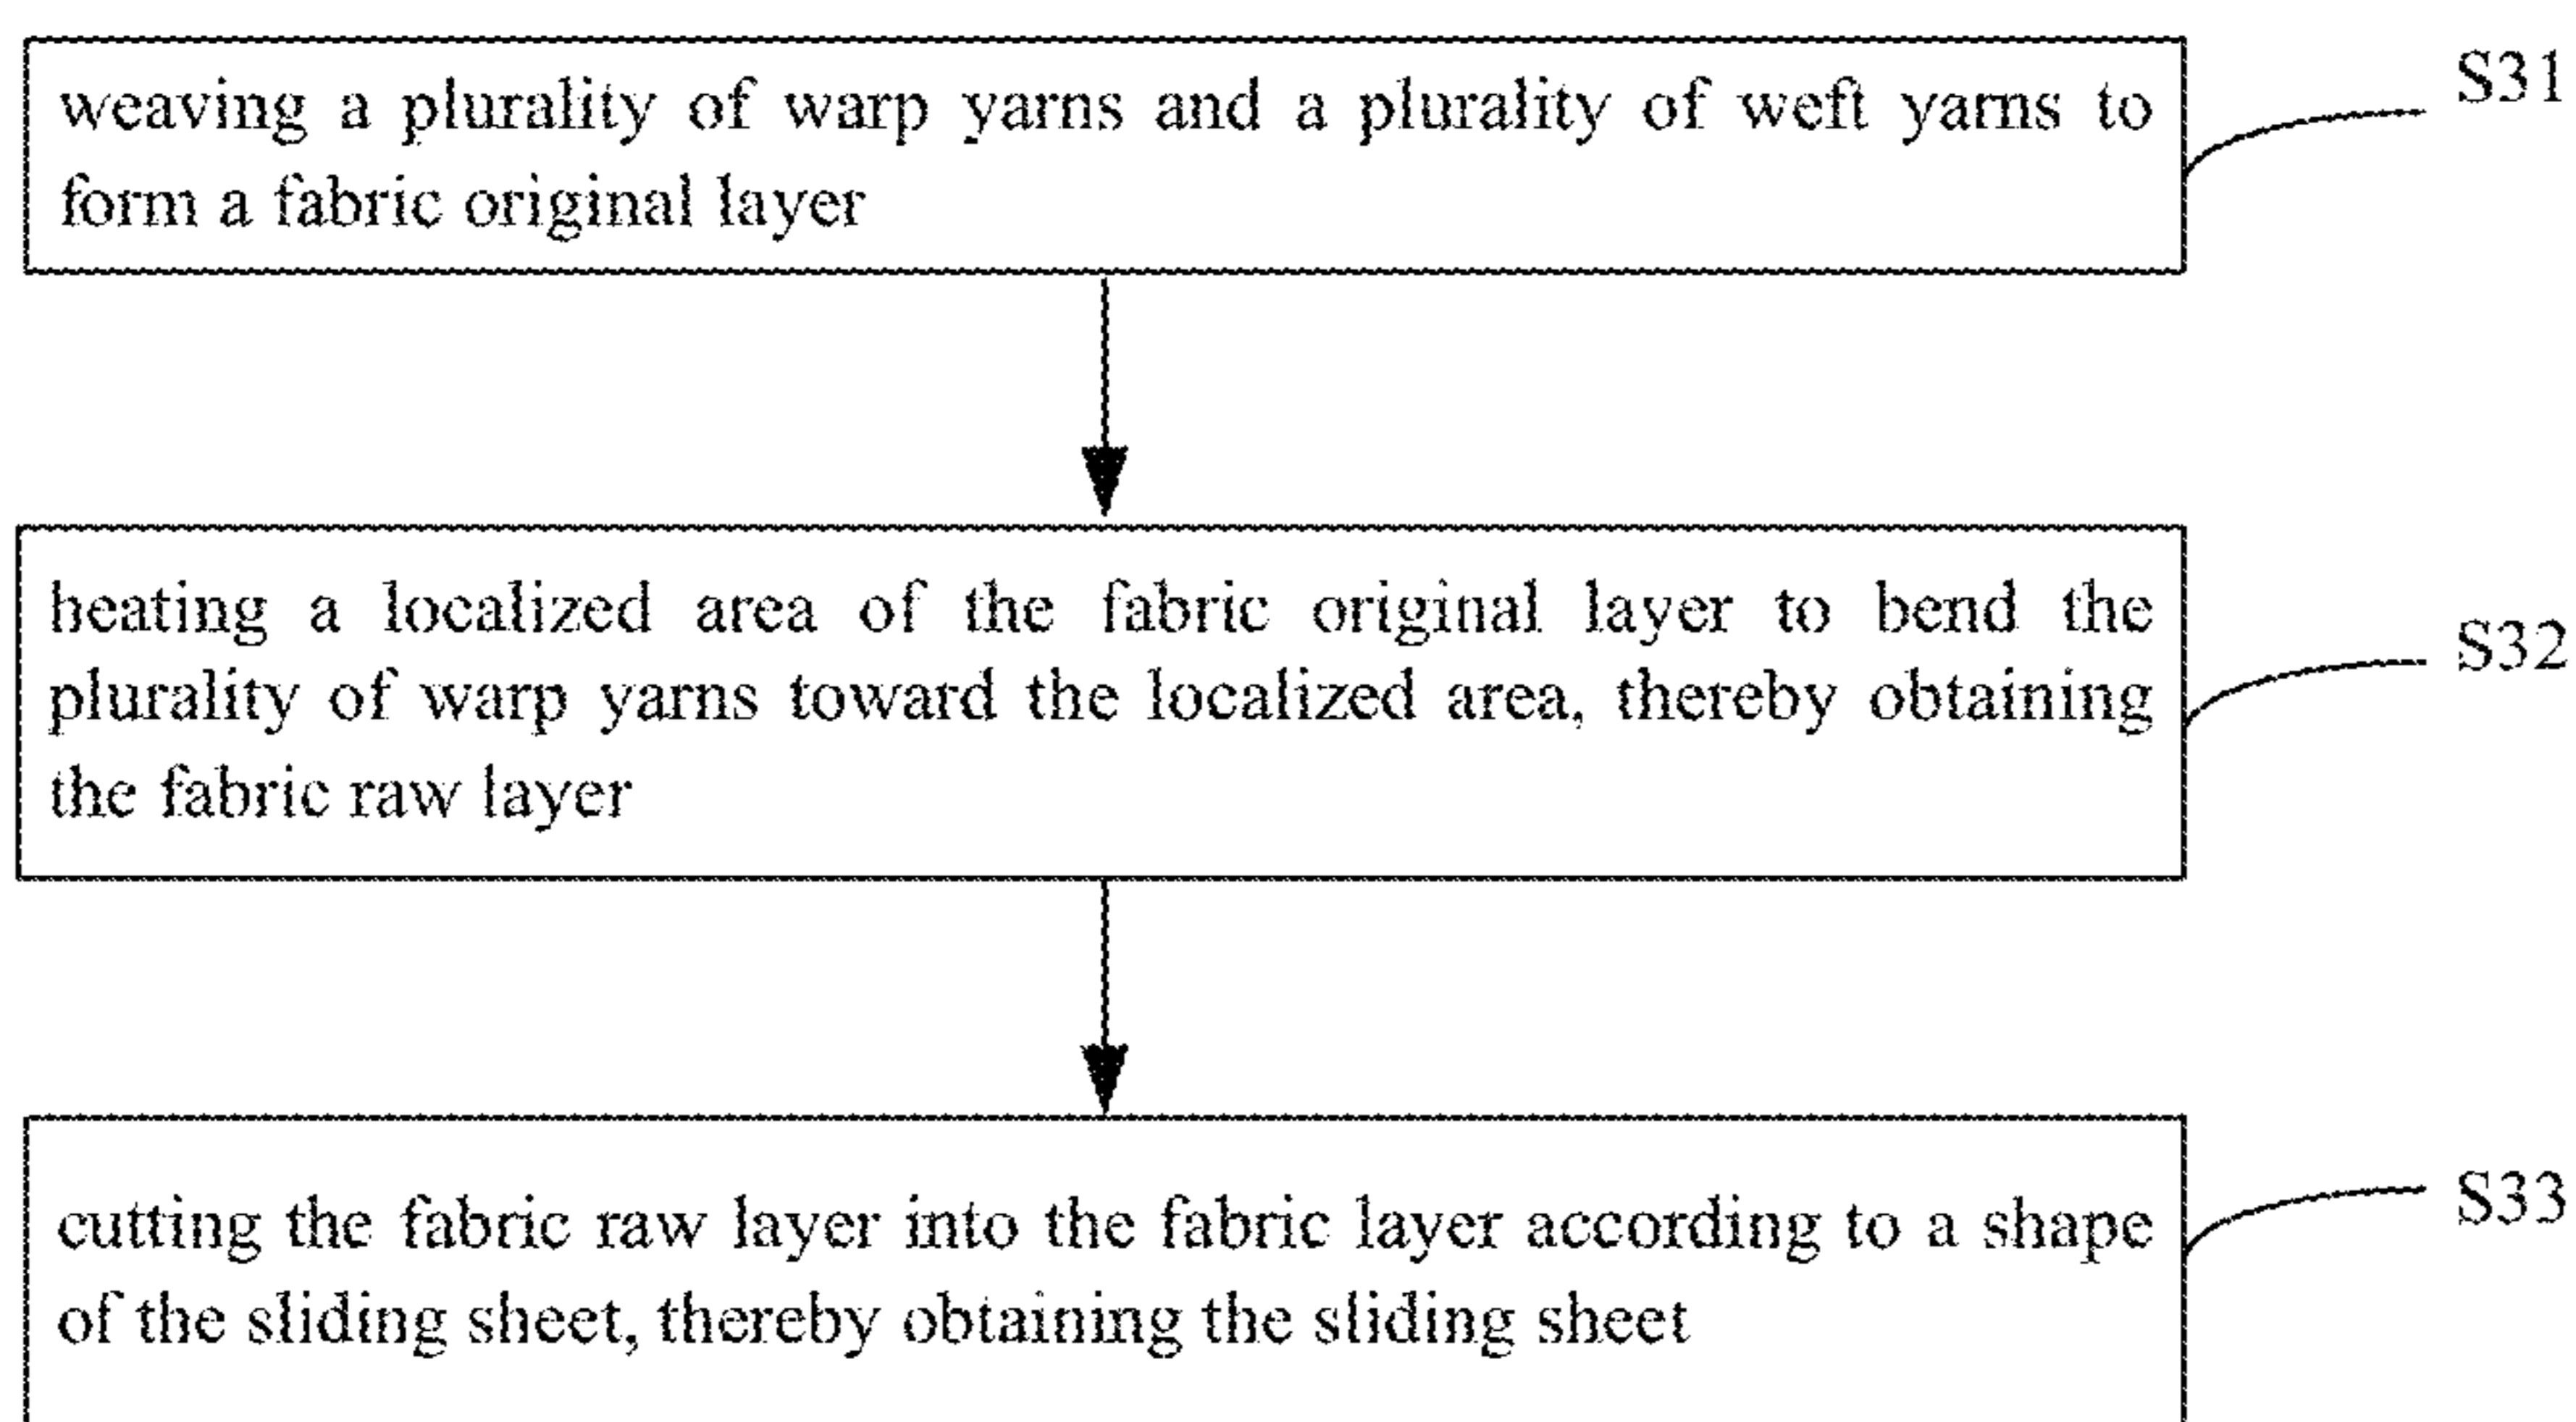 weaving a plurality of warp yarns and a plurality of weft yarns to
form a fabric original layer
S31
heating a localized area of the fabric original layer to bend the
plurality of warp yarns toward the localized area, thereby obtaining
the fabric raw layer
S32
cutting the fabric raw layer into the fabric layer according to a shape
of the sliding sheet, thereby obtaining the sliding sheet
S33